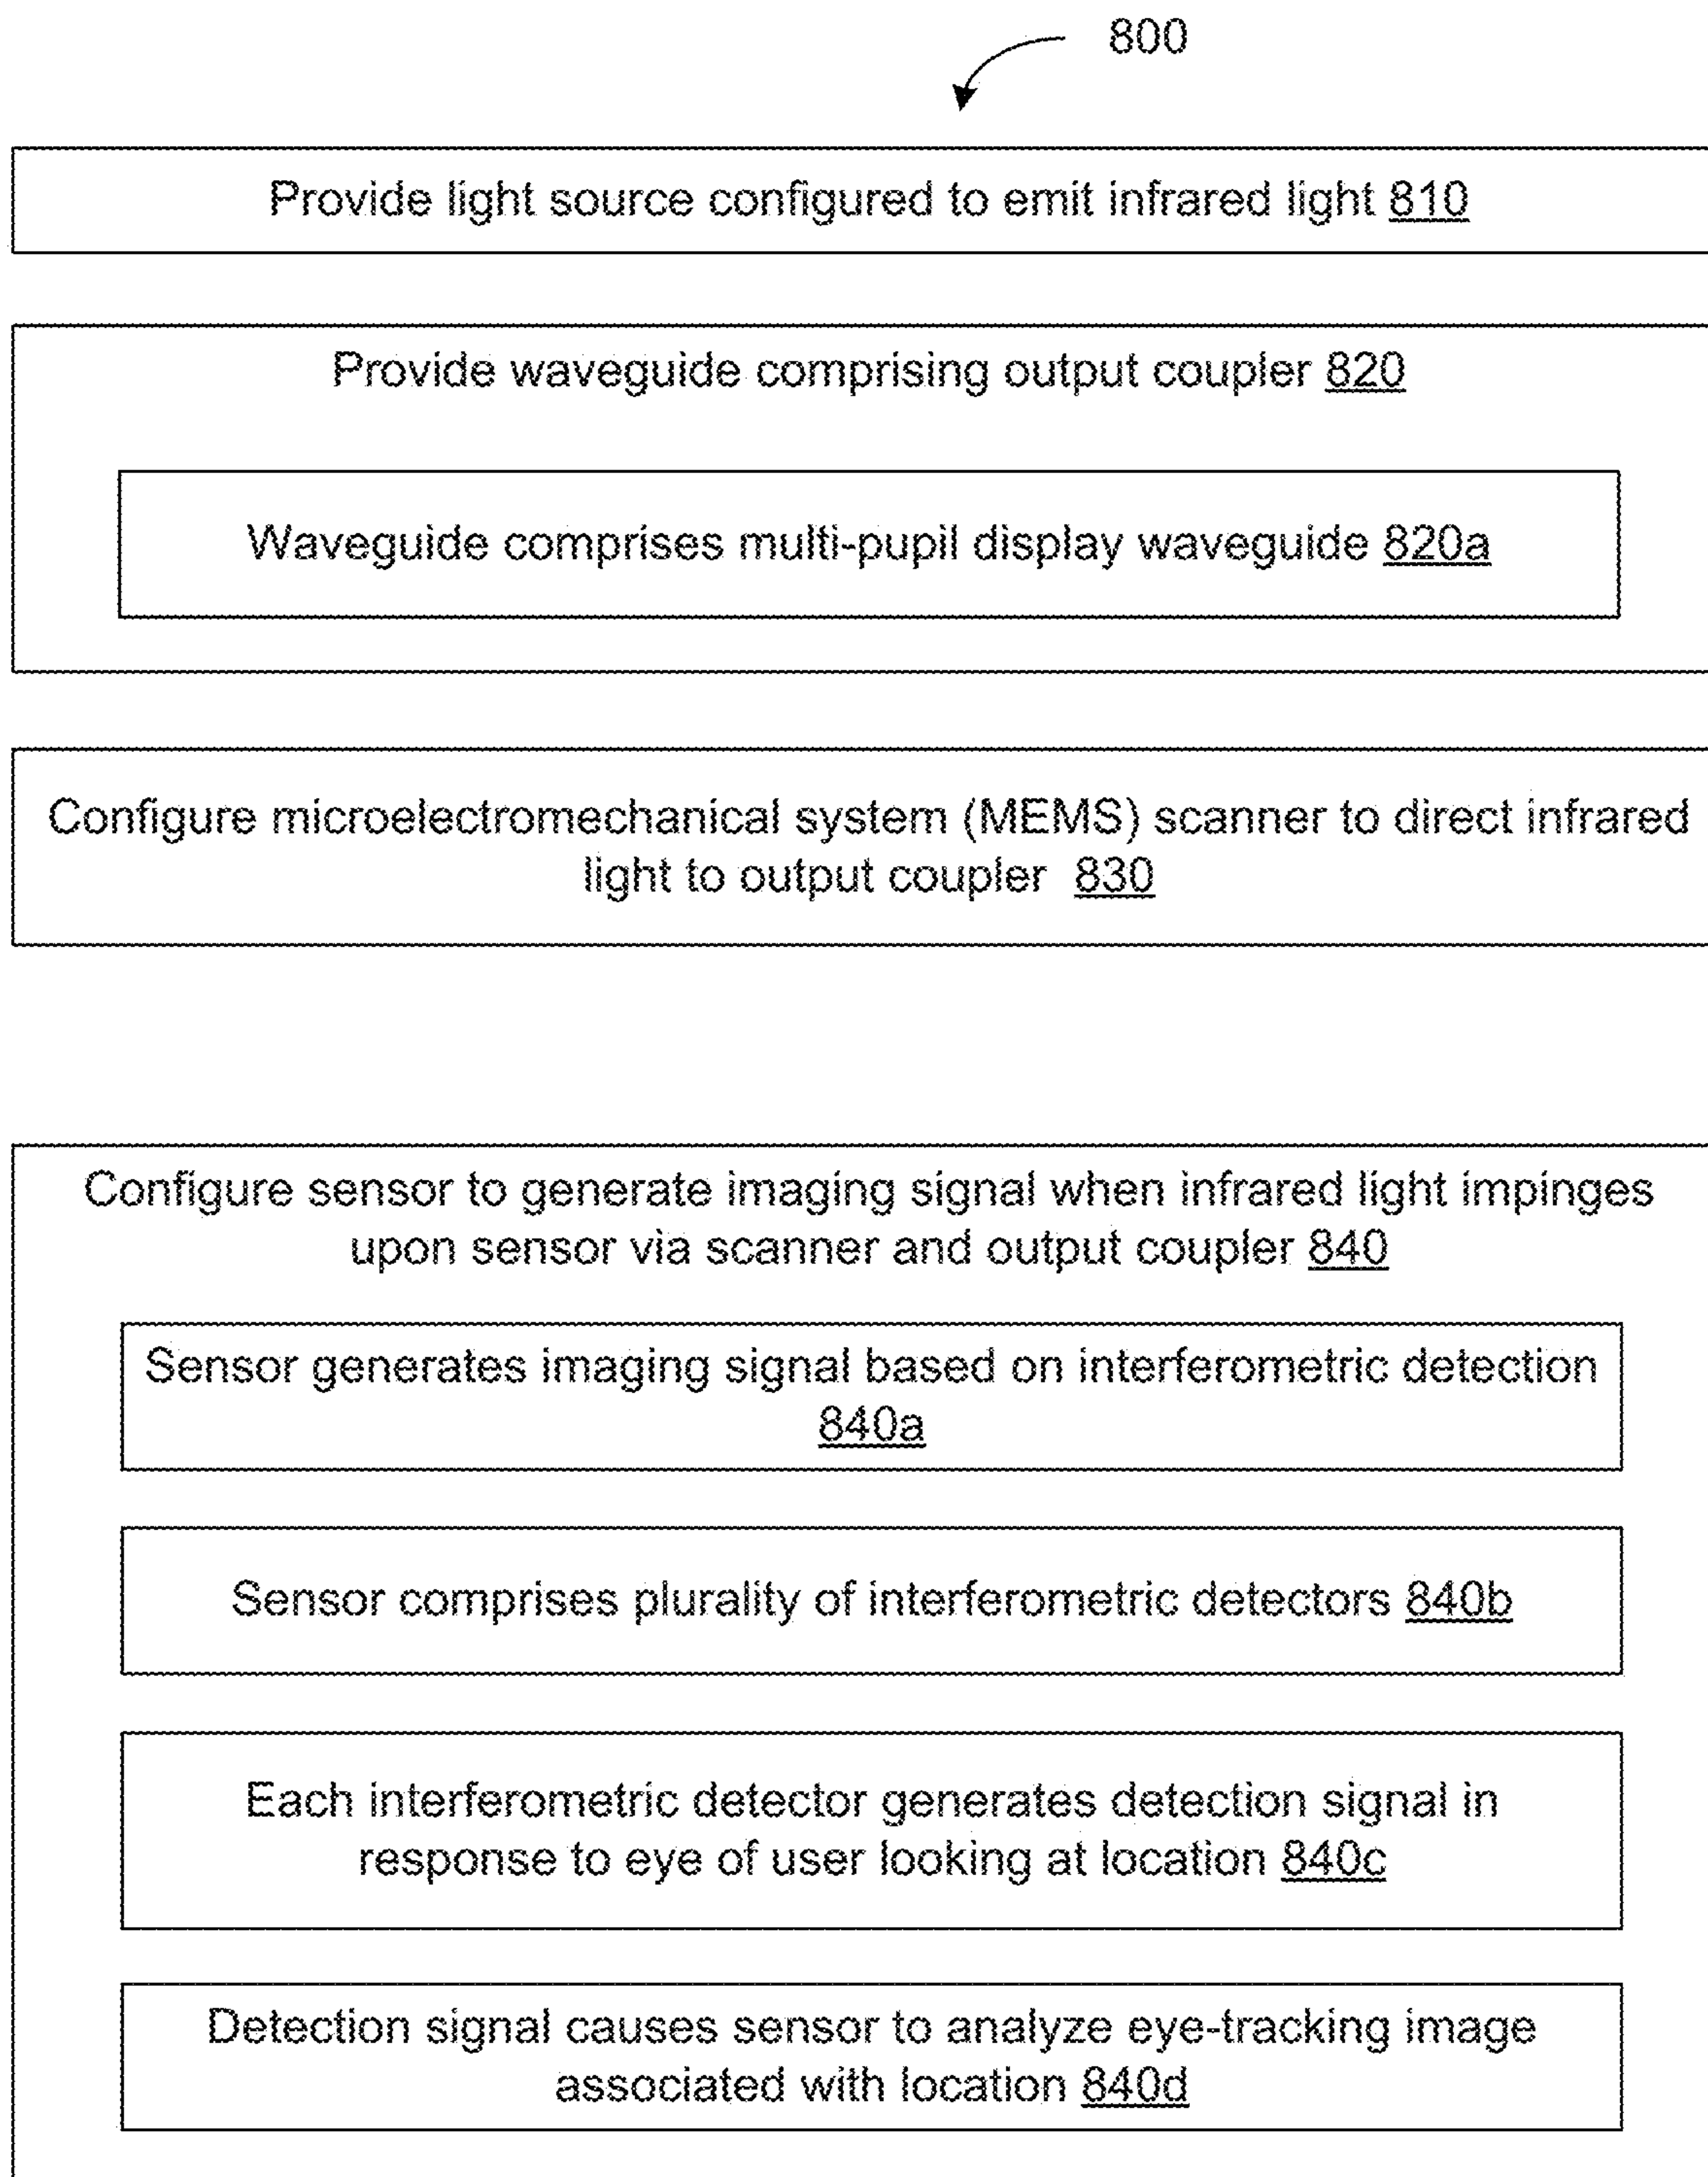 800
Provide light source configured to emit infrared light 810
Provide waveguide comprising output coupler 820
Waveguide comprises multi-pupil display waveguide 820a
Configure microelectromechanical system (MEMS) scanner to direct infrared
light to output coupler 830
Configure sensor to generate imaging signal when infrared light impinges
upon sensor via scanner and output coupler 840
Sensor generates imaging signal based on interferometric detection
840a
Sensor comprises plurality of interferometric detectors 840b
Each interferometric detector generates detection signal in
response to eye of user looking at location 840c
Detection signal causes sensor to analyze eye-tracking image
associated with location 840d